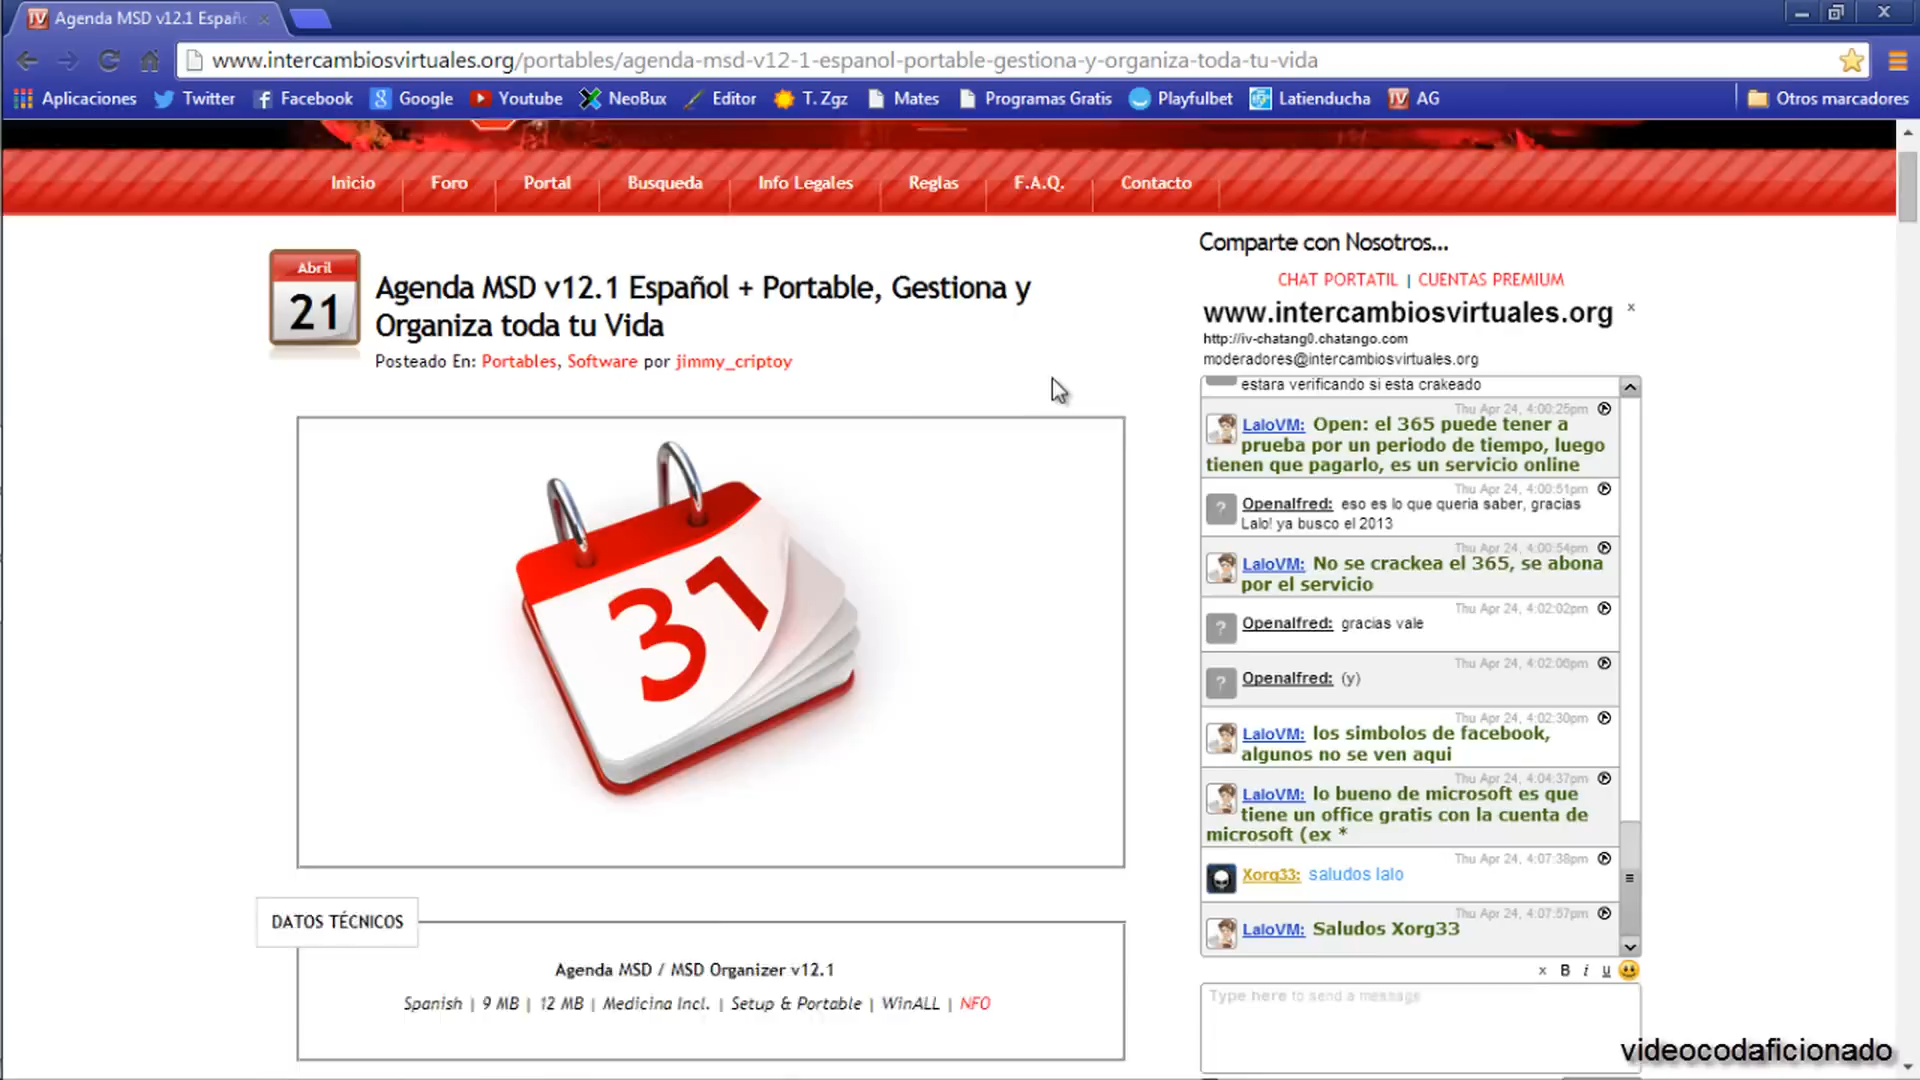 Agenda MSD v12.1 Españo
www.intercambiosvirtuales.org/portables/agenda-msd-v12-1-espanol-portable-gestiona-y-organiza-toda-tu-vida
Aplicaciones Twitter Facebook Google Youtube NeoBux Editor T. Zgz Mates Programas Gratis Playfulbet Latienducha AG Otros marcadores
Inicio Foro Portal Busqueda Info Legales Reglas F.A.Q. Contacto
Abril
21
Agenda MSD v12.1 Español + Portable, Gestiona y
Organiza toda tu Vida
Posteado En: Portables, Software por jimmy_criptoy
31
DATOS TÉCNICOS
Agenda MSD / MSD Organizer v12.1
Spanish | 9 MB | 12 MB | Medicina Incl. | Setup & Portable | WinALL | NFO
Comparte con Nosotros...
CHAT PORTATIL | CUENTAS PREMIUM
www.intercambiosvirtuales.org x
http://iv-chatang0.chatango.com
moderadores@intercambiosvirtuales.org
estara verificando si esta crakeado
Thu Apr 24, 4:00:25pm
LaloVM: Open: el 365 puede tener a
prueba por un periodo de tiempo, luego
tienen que pagarlo, es un servicio online
Thu Apr 24, 4:00:51pm
Openalfred: eso es lo que queria saber, gracias
Lalo! ya busco el 2013
Thu Apr 24, 4:00:54pm
LaloVM: No se crackea el 365, se abona
por el servicio
Thu Apr 24, 4:02:02pm
Openalfred: gracias vale
Thu Apr 24, 4:02:06pm
Openalfred: (y)
Thu Apr 24, 4:02:30pm
LaloVM: los simbolos de facebook,
algunos no se ven aqui
Thu Apr 24, 4:04:37pm
LaloVM: lo bueno de microsoft es que
tiene un office gratis con la cuenta de
microsoft (ex *
Thu Apr 24, 4:07:38pm
Xorg33: saludos lalo
Thu Apr 24, 4:07:57pm
LaloVM: Saludos Xorg33
x B i u
Type here to send a message
videocodaficionado